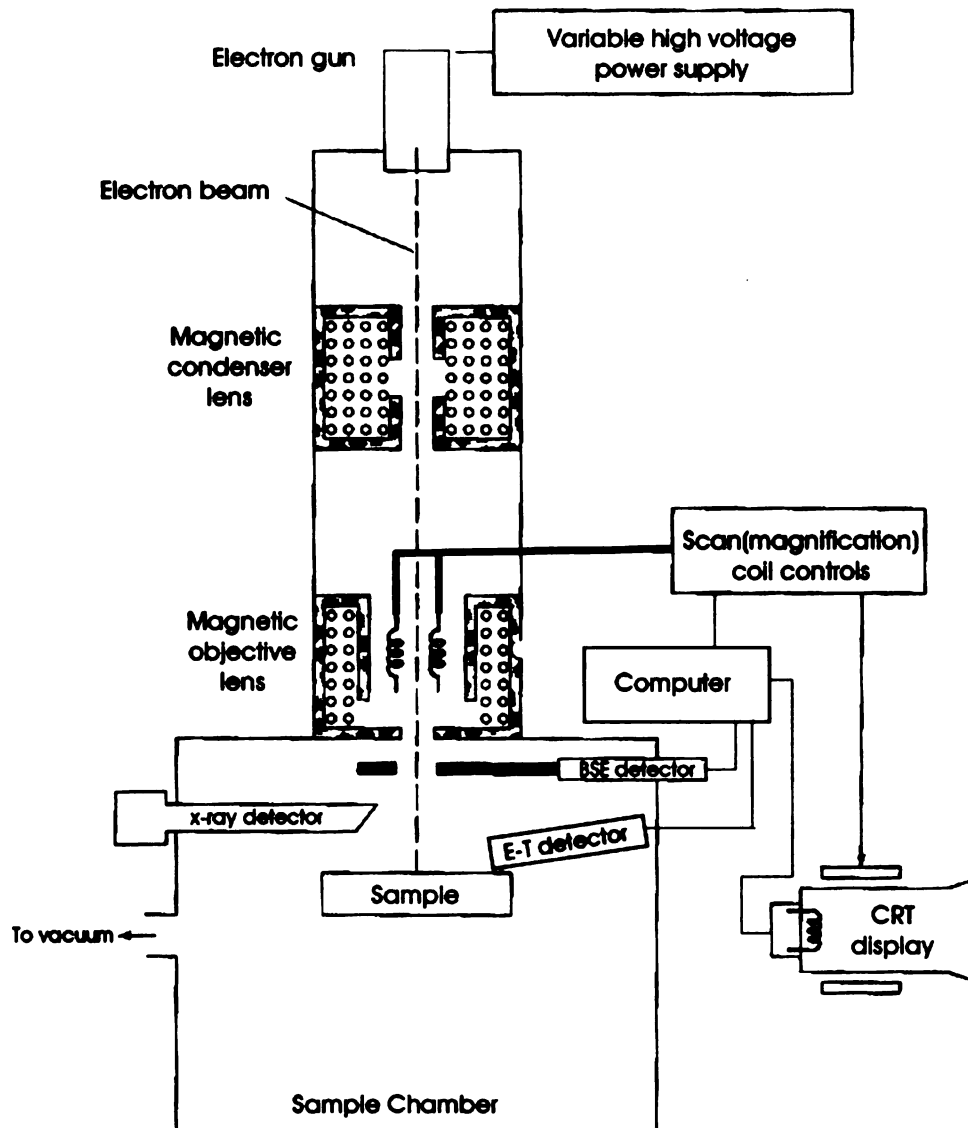 Electron gun
Variable high voltage
power supply
Electron beam
Magnetic
condenser
lens
Scan(magnification)
coil controls
Magnetic
objective
lens
Computer
BSE detector
x-ray detector
E-T detector
Sample
To vacuum
CRT
display
Sample Chamber